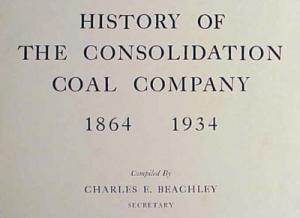 HISTORY OF
THE CONSOLIDATION
COAL COMPANY
1864 1934
Compiled By
CHARLES E. BEACHLEY
SECRETARY